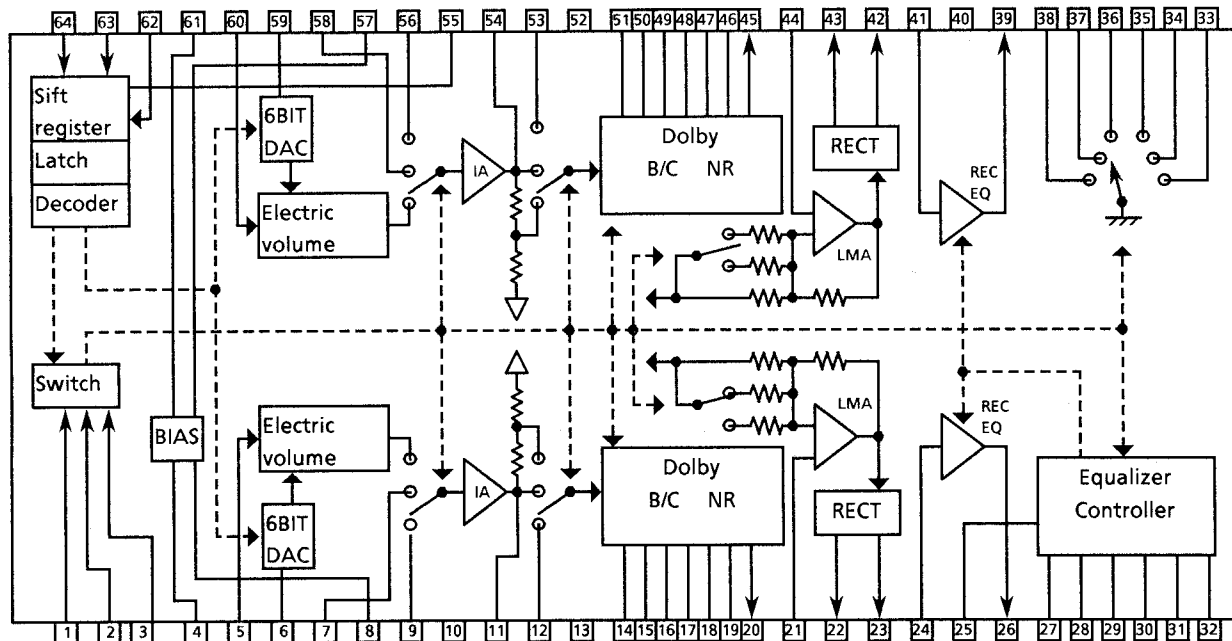 64 63 62 61 60 59 58 57 56 55 54 53 52 51 50 49 48 47 46 45 44 43 42 41 40 39 38 37 36 35 34 33
Sift
register
Latch
Decoder
6BIT
DAC
Electric
volume
IA
Dolby
B/C NR
RECT
LMA
REC
EQ
Switch
BIAS
Electric
volume
6BIT
DAC
IA
Dolby
B/C NR
LMA
RECT
REC
EQ
Equalizer
Controller
1 2 3 4 5 6 7 8 9 10 11 12 13 14 15 16 17 18 19 20 21 22 23 24 25 26 27 28 29 30 31 32